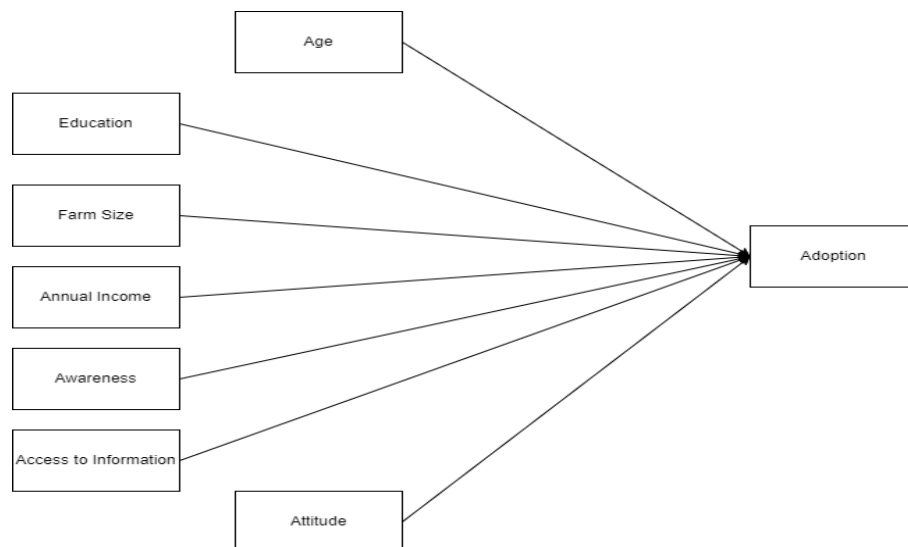 Age
Education
Farm Size
Adoption
Annual Income
Awareness
Access to Information
Attitude